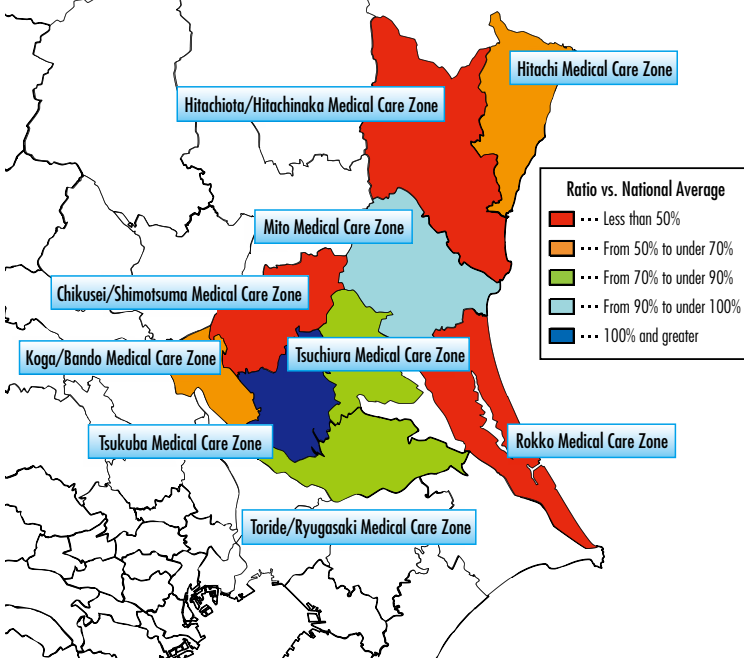 Hitachi Medical Care Zone
Hitachiota/Hitachinaka Medical Care Zone
Ratio vs. National Average
··· Less than 50%
··· From 50% to under 70%
··· From 70% to under 90%
··· From 90% to under 100%
··· 100% and greater
Mito Medical Care Zone
Chikusei/Shimotsuma Medical Care Zone
Koga/Bando Medical Care Zone
Tsuchiura Medical Care Zone
Tsukuba Medical Care Zone
Rokko Medical Care Zone
Toride/Ryugasaki Medical Care Zone